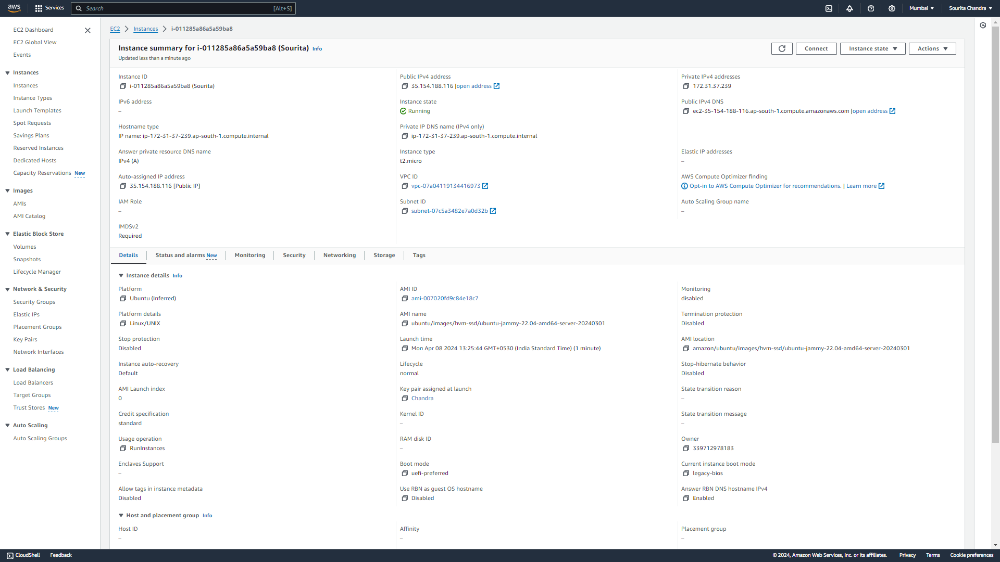 aws
Services
Search
[Alt+S]
Mumbai ▼
Sourita Chandra ▼
EC2 Dashboard
EC2 Global View
Events
Instances
Instances
Instance Types
Launch Templates
Spot Requests
Savings Plans
Reserved Instances
Dedicated Hosts
Capacity Reservations New
Images
AMIs
AMI Catalog
Elastic Block Store
Volumes
Snapshots
Lifecycle Manager
Network & Security
Security Groups
Elastic IPs
Placement Groups
Key Pairs
Network Interfaces
Load Balancing
Load Balancers
Target Groups
Trust Stores New
Auto Scaling
Auto Scaling Groups
EC2 > Instances > i-011285a86a5a59ba8
Instance summary for i-011285a86a5a59ba8 (Sourita) Info
Updated less than a minute ago
Connect
Instance state ▼
Actions ▼
Instance ID
i-011285a86a5a59ba8 (Sourita)
Public IPv4 address
35.154.188.116 |open address
Private IPv4 addresses
172.31.37.239
IPv6 address
–
Instance state
Running
Public IPv4 DNS
ec2-35-154-188-116.ap-south-1.compute.amazonaws.com |open address
Hostname type
IP name: ip-172-31-37-239.ap-south-1.compute.internal
Private IP DNS name (IPv4 only)
ip-172-31-37-239.ap-south-1.compute.internal
Answer private resource DNS name
IPv4 (A)
Instance type
t2.micro
Elastic IP addresses
–
Auto-assigned IP address
35.154.188.116 [Public IP]
VPC ID
vpc-07a04119134416973
AWS Compute Optimizer finding
Opt-in to AWS Compute Optimizer for recommendations. | Learn more
IAM Role
–
Subnet ID
subnet-07c5a3482e7a0d32b
Auto Scaling Group name
–
IMDSv2
Required
Details
Status and alarms New
Monitoring
Security
Networking
Storage
Tags
Instance details Info
Platform
Ubuntu (Inferred)
AMI ID
ami-007020fd9c84e18c7
Monitoring
disabled
Platform details
Linux/UNIX
AMI name
ubuntu/images/hvm-ssd/ubuntu-jammy-22.04-amd64-server-20240301
Termination protection
Disabled
Stop protection
Disabled
Launch time
Mon Apr 08 2024 13:25:44 GMT+0530 (India Standard Time) (1 minute)
AMI location
amazon/ubuntu/images/hvm-ssd/ubuntu-jammy-22.04-amd64-server-20240301
Instance auto-recovery
Default
Lifecycle
normal
Stop-hibernate behavior
Disabled
AMI Launch index
0
Key pair assigned at launch
Chandra
State transition reason
–
Credit specification
standard
Kernel ID
–
State transition message
–
Usage operation
RunInstances
RAM disk ID
–
Owner
339712978183
Enclaves Support
–
Boot mode
uefi-preferred
Current instance boot mode
legacy-bios
Allow tags in instance metadata
Disabled
Use RBN as guest OS hostname
Disabled
Answer RBN DNS hostname IPv4
Enabled
Host and placement group Info
Host ID
–
Affinity
–
Placement group
–
CloudShell
Feedback
© 2024, Amazon Web Services, Inc. or its affiliates.
Privacy
Terms
Cookie preferences